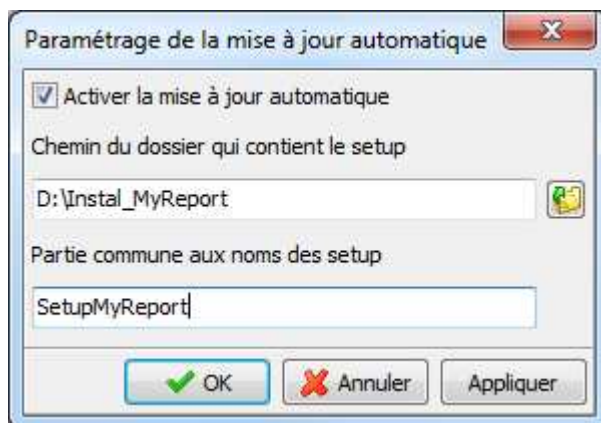 Paramétrage de la mise à jour automatique
Activer la mise à jour automatique
Chemin du dossier qui contient le setup
D:\Instal_MyReport
Partie commune aux noms des setup
SetupMyReport
OK Annuler Appliquer